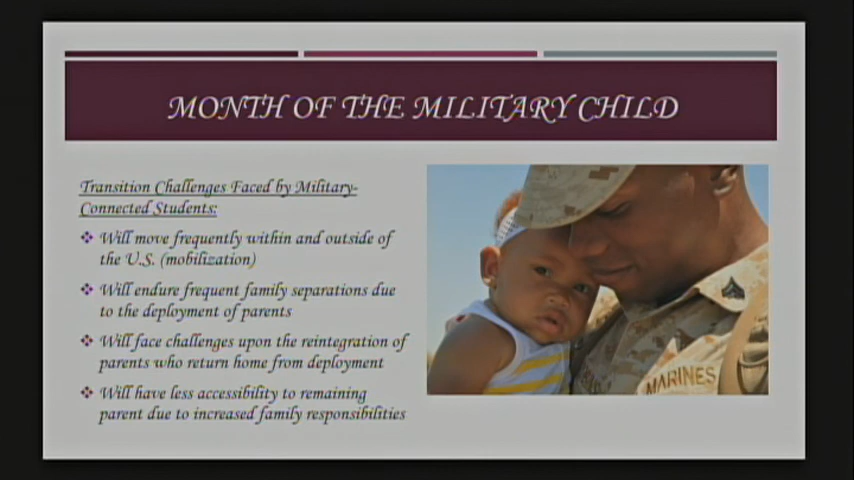 MONTH OF THE MILITARY CHILD
Transition Challenges Faced by Military-
Connected Students:
Will move frequently within and outside of
the U.S. (mobilization)
Will endure frequent family separations due
to the deployment of parents
Will face challenges upon the reintegration of
parents who return home from deployment
Will have less accessibility to remaining
parent due to increased family responsibilities
MARINES